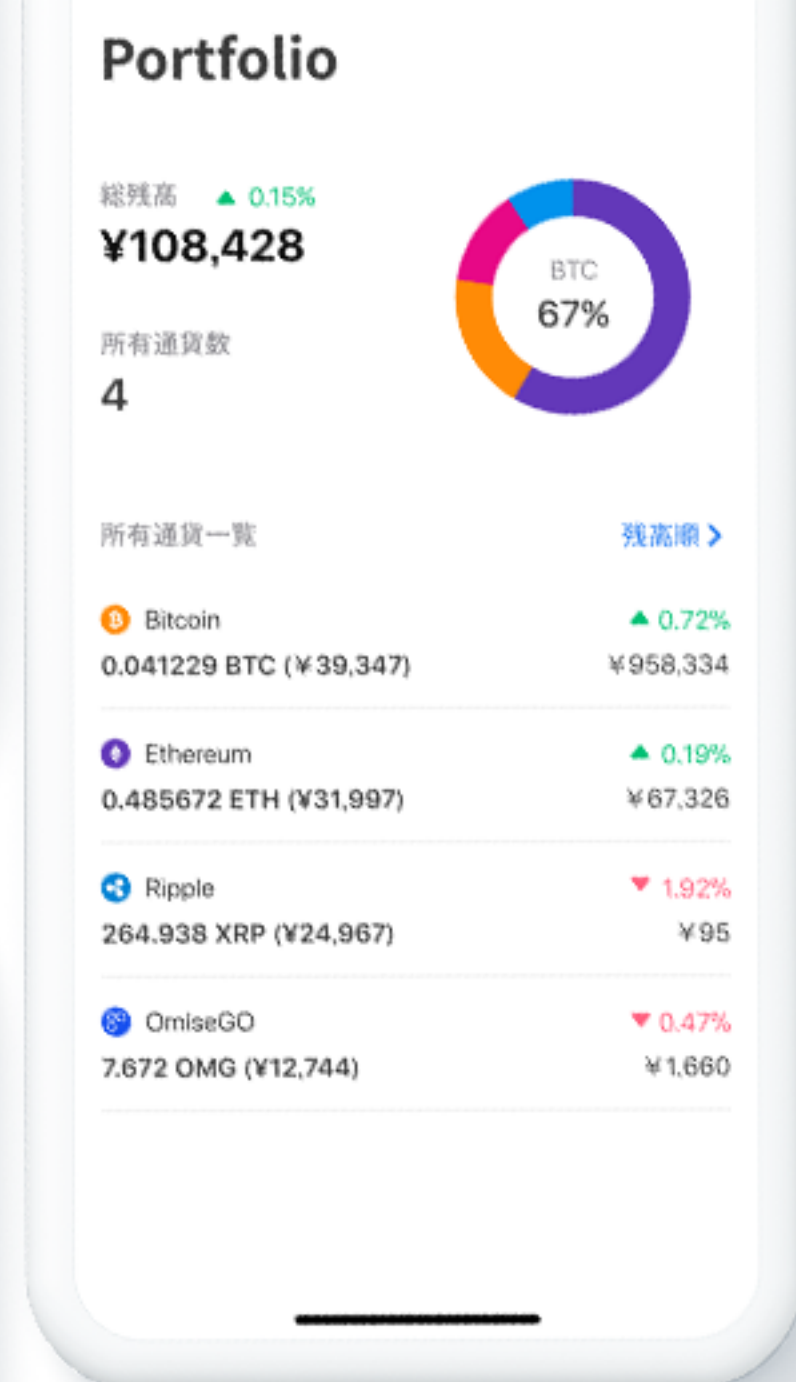 Portfolio
総残高 ▲ 0.15%
¥108,428
所有通貨数
4
BTC
67%
所有通貨一覧 残高順 >
Bitcoin ▲ 0.72%
0.041229 BTC (¥39,347) ¥958,334
Ethereum ▲ 0.19%
0.485672 ETH (¥31,997) ¥67,326
Ripple ▼ 1.92%
264.938 XRP (¥24,967) ¥95
OmiseGO ▼ 0.47%
7.672 OMG (¥12,744) ¥1.660